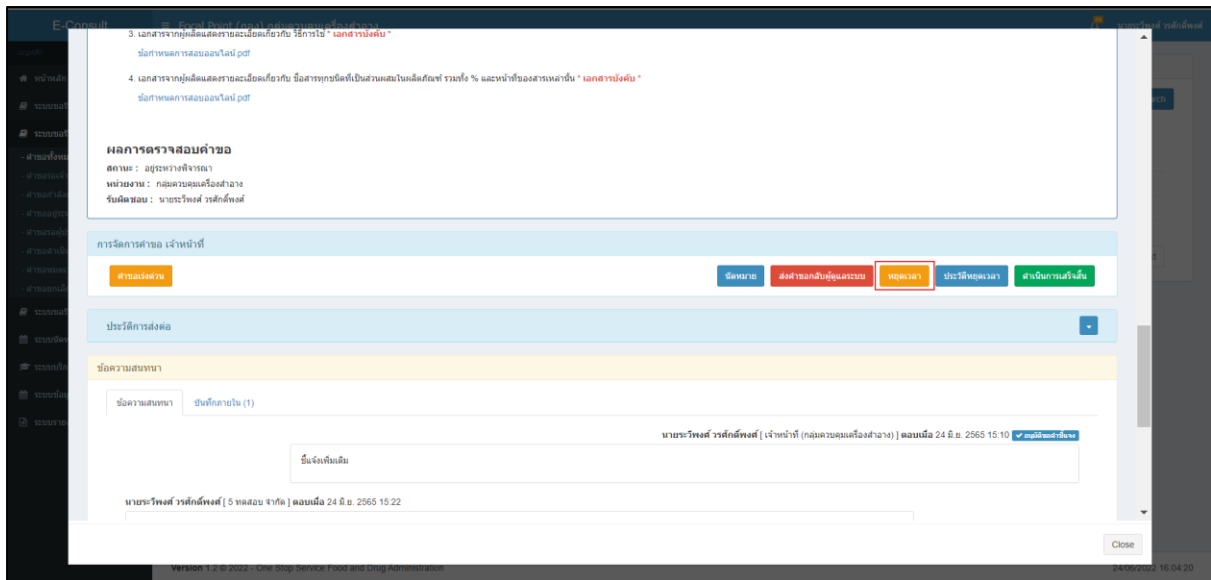 E-Consult
Focal Point (กอง) กลุ่มควบคุมเครื่องสำอาง
นายระวีพงศ์ วรศักดิ์พงศ์
3. เอกสารจากผู้ผลิตแสดงรายละเอียดเกี่ยวกับ วิธีการใช้ * เอกสารบังคับ *
ข้อกำหนดการสอบออนไลน์.pdf
4. เอกสารจากผู้ผลิตแสดงรายละเอียดเกี่ยวกับ ชื่อสารทุกชนิดที่เป็นส่วนผสมในผลิตภัณฑ์ รวมทั้ง % และหน้าที่ของสารเหล่านั้น * เอกสารบังคับ *
ข้อกำหนดการสอบออนไลน์.pdf
ผลการตรวจสอบคำขอ
สถานะ : อยู่ระหว่างพิจารณา
หน่วยงาน : กลุ่มควบคุมเครื่องสำอาง
รับผิดชอบ : นายระวีพงศ์ วรศักดิ์พงศ์
การจัดการคำขอ เจ้าหน้าที่
คำขอเร่งด่วน
นัดหมาย
ส่งคำขอกลับผู้ดูแลระบบ
หยุดเวลา
ประวัติหยุดเวลา
ดำเนินการเสร็จสิ้น
ประวัติการส่งต่อ
ข้อความสนทนา
ข้อความสนทนา
บันทึกภายใน (1)
นายระวีพงศ์ วรศักดิ์พงศ์ [ เจ้าหน้าที่ (กลุ่มควบคุมเครื่องสำอาง) ] ตอบเมื่อ 24 มิ.ย. 2565 15:10
ชี้แจงเพิ่มเติม
นายระวีพงศ์ วรศักดิ์พงศ์ [ 5 ทดสอบ จำกัด ] ตอบเมื่อ 24 มิ.ย. 2565 15:22
Close
Version 1.2 © 2022 - One Stop Service Food and Drug Administration
24/06/2022 16:04:20